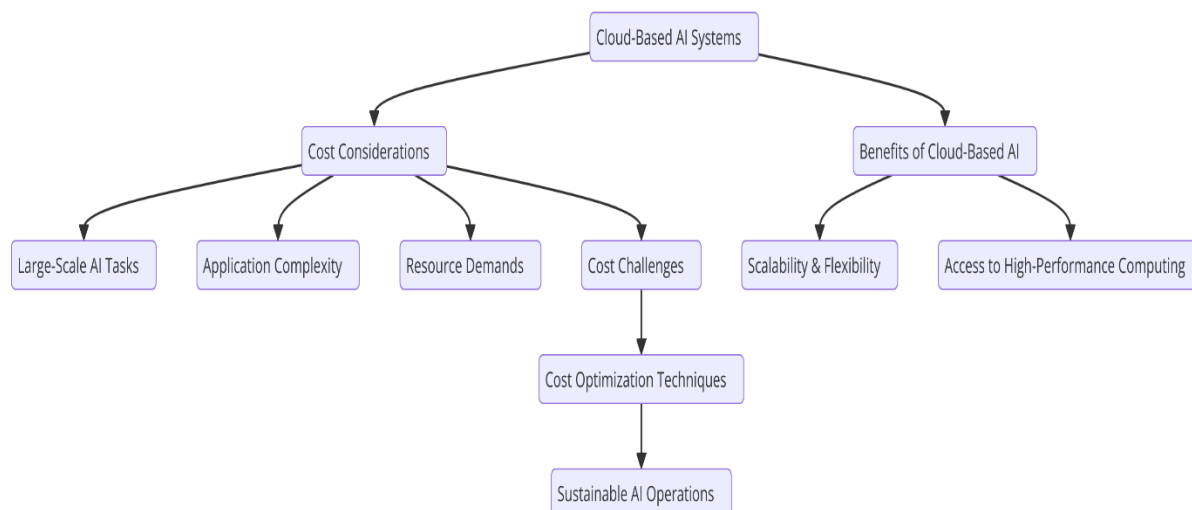 Cloud-Based AI Systems
Cost Considerations
Benefits of Cloud-Based AI
Large-Scale AI Tasks
Application Complexity
Resource Demands
Cost Challenges
Scalability & Flexibility
Access to High-Performance Computing
Cost Optimization Techniques
Sustainable AI Operations